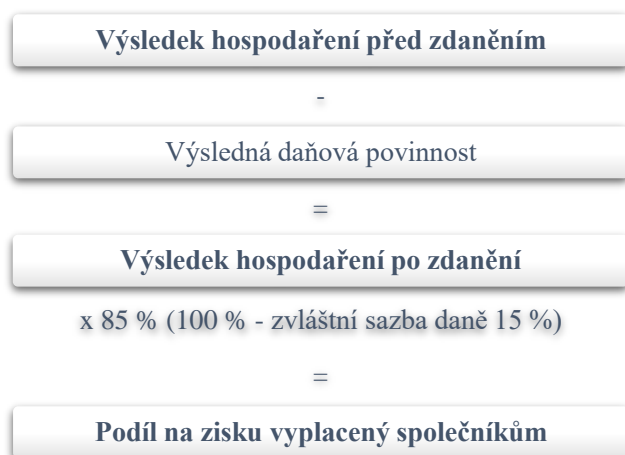 Výsledek hospodaření před zdaněním
-
Výsledná daňová povinnost
=
Výsledek hospodaření po zdanění
x 85 % (100 % - zvláštní sazba daně 15 %)
=
Podíl na zisku vyplacený společníkům